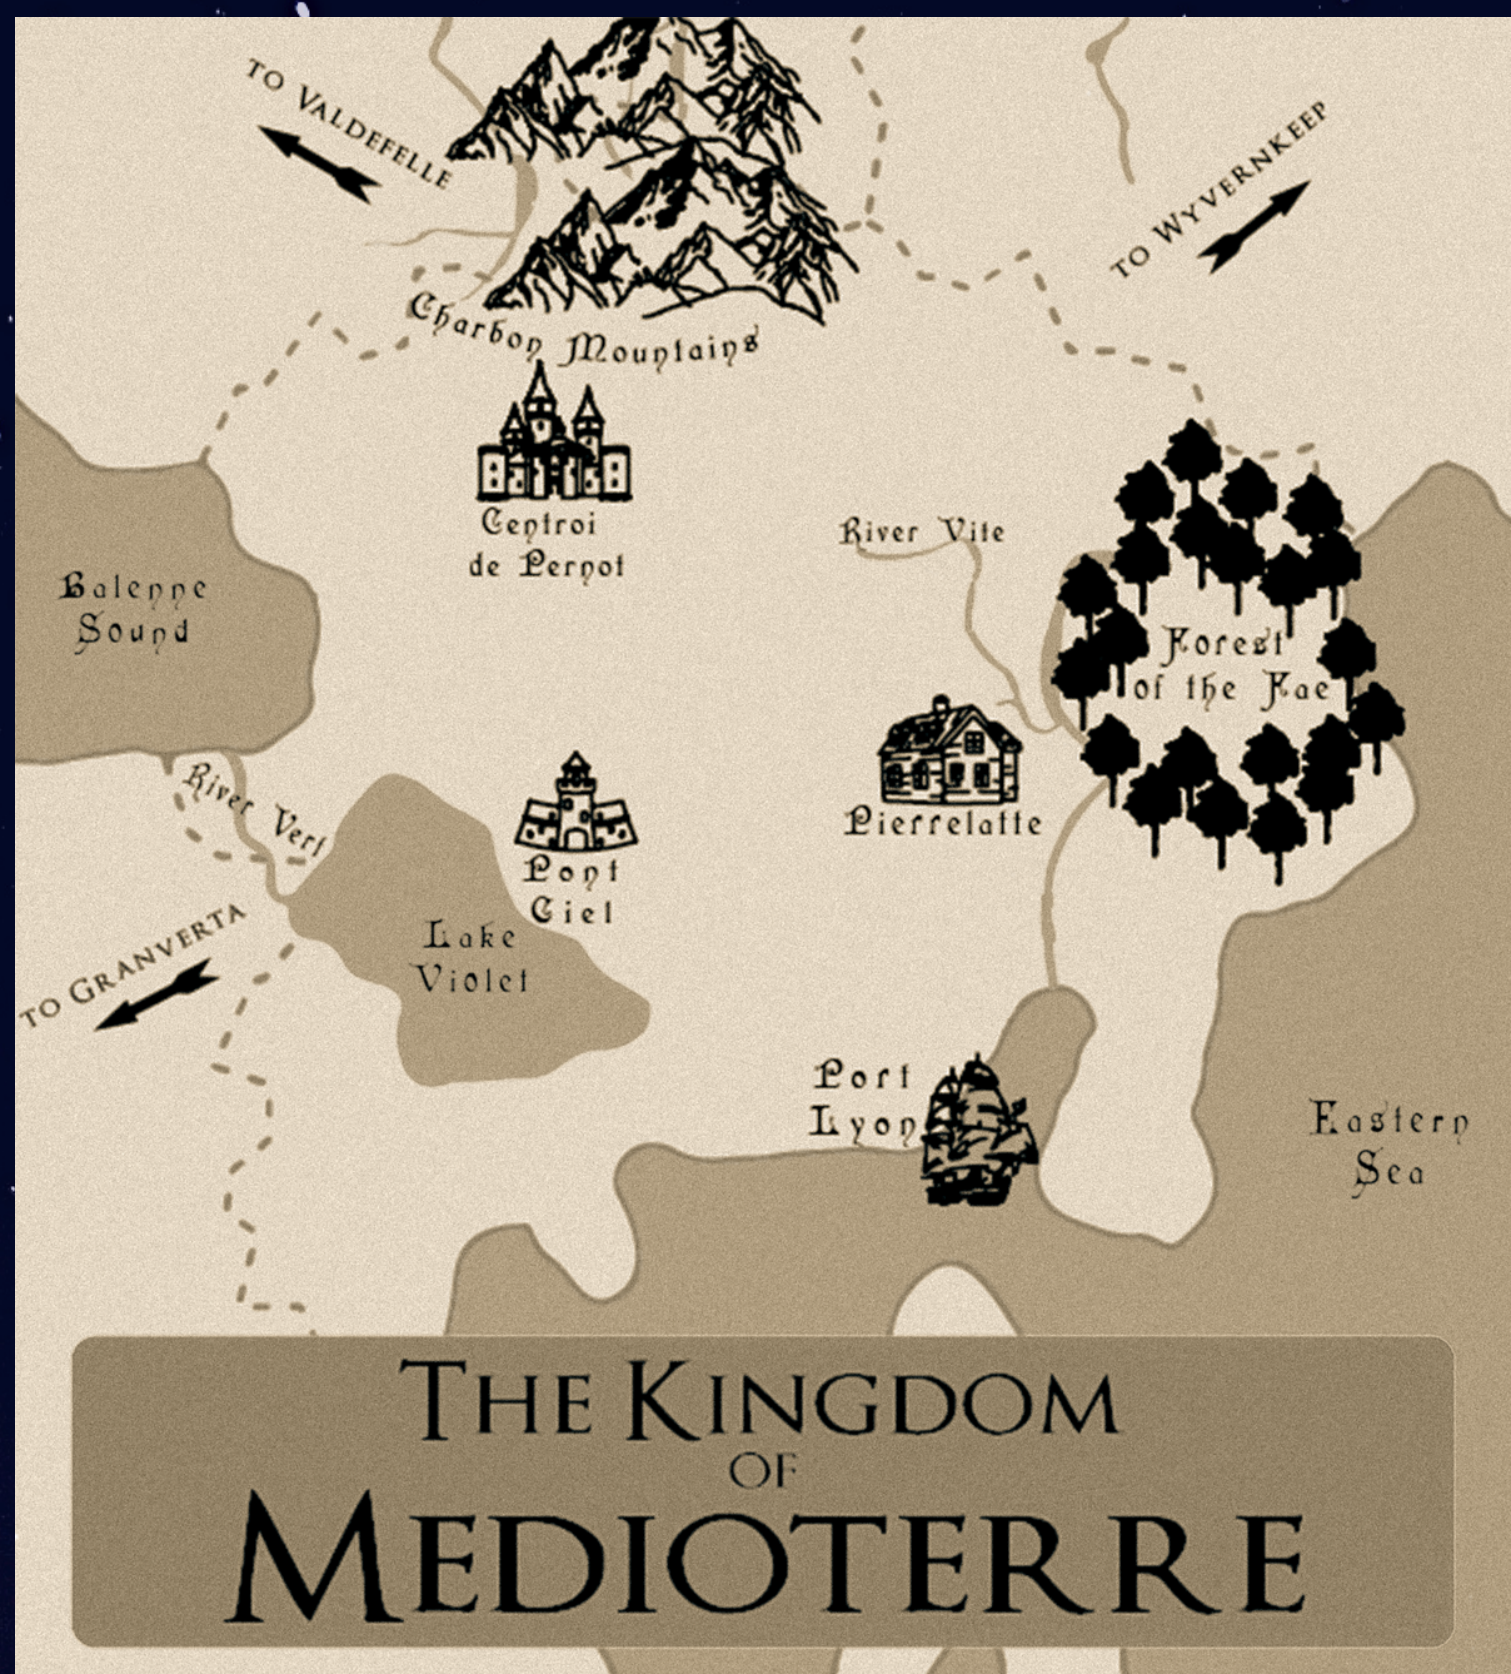 TO VALDEFELLE
TO WYVERNKEEP
Charbon Mountains
Centroi
de Pernot
River Vite
Balenne
Sound
Forest
of the Fae
River Vert
Pierrelatte
Pont
Ciel
TO GRANVERTA
Lake
Violet
Port
Lyon
Eastern
Sea
THE KINGDOM
OF
MEDIOTERRE